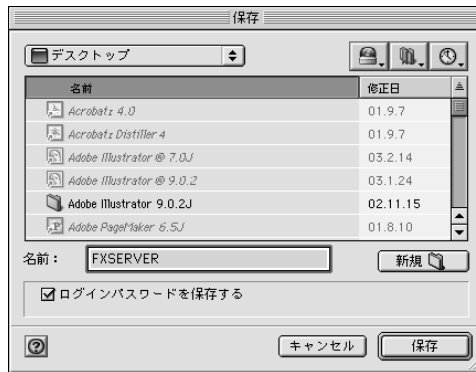 保存
デスクトップ
名前 修正日
Acrobat™ 4.0 01.9.7
Acrobat™ Distiller 4 01.9.7
Adobe Illustrator ® 7.0J 03.2.14
Adobe Illustrator ® 9.0.2 03.1.24
Adobe Illustrator 9.0.2J 02.11.15
Adobe PageMaker 6.5J 01.8.10
名前： FXSERVER 新規
ログインパスワードを保存する
? キャンセル 保存